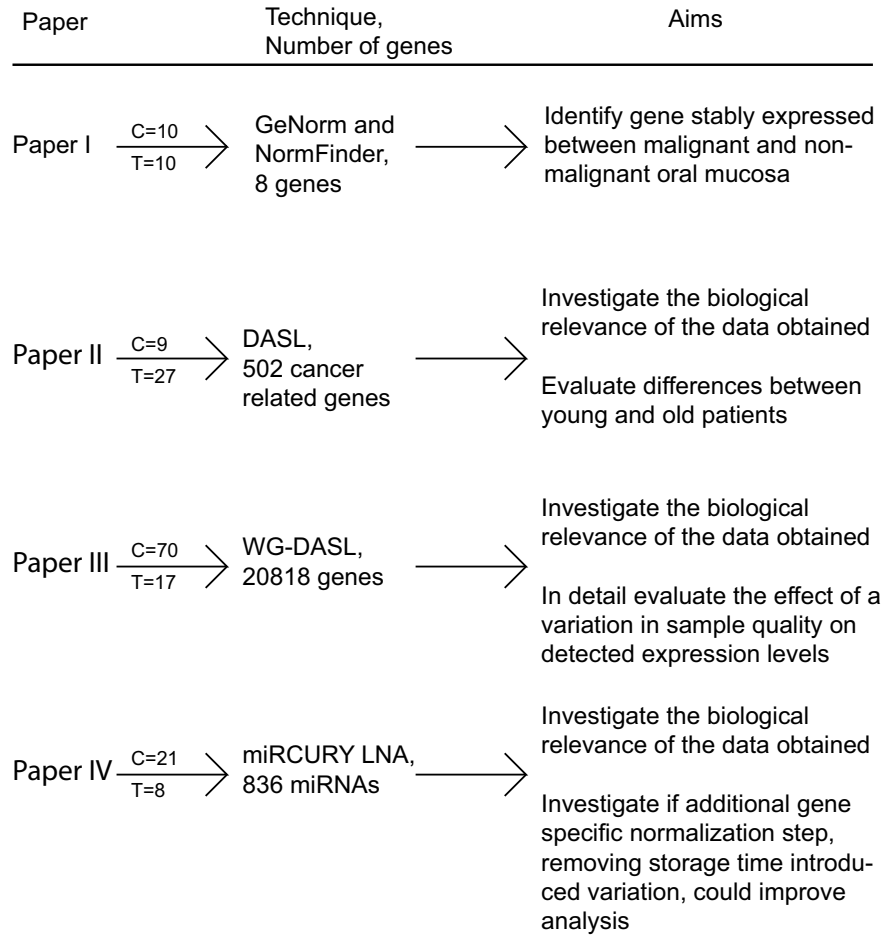 Paper
Technique,
Number of genes
Aims
Paper I
C=10
T=10
GeNorm and
NormFinder,
8 genes
Identify gene stably expressed
between malignant and non-
malignant oral mucosa
Paper II
C=9
T=27
DASL,
502 cancer
related genes
Investigate the biological
relevance of the data obtained
Evaluate differences between
young and old patients
Paper III
C=70
T=17
WG-DASL,
20818 genes
Investigate the biological
relevance of the data obtained
In detail evaluate the effect of a
variation in sample quality on
detected expression levels
Paper IV
C=21
T=8
miRCURY LNA,
836 miRNAs
Investigate the biological
relevance of the data obtained
Investigate if additional gene
specific normalization step,
removing storage time introdu-
ced variation, could improve
analysis